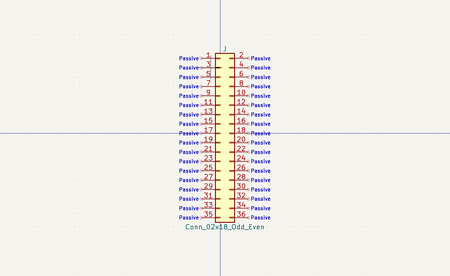 J
Passive 1 2 Passive
Passive 3 4 Passive
Passive 5 6 Passive
Passive 7 8 Passive
Passive 9 10 Passive
Passive 11 12 Passive
Passive 13 14 Passive
Passive 15 16 Passive
Passive 17 18 Passive
Passive 19 20 Passive
Passive 21 22 Passive
Passive 23 24 Passive
Passive 25 26 Passive
Passive 27 28 Passive
Passive 29 30 Passive
Passive 31 32 Passive
Passive 33 34 Passive
Passive 35 36 Passive
Conn_02x18_Odd_Even